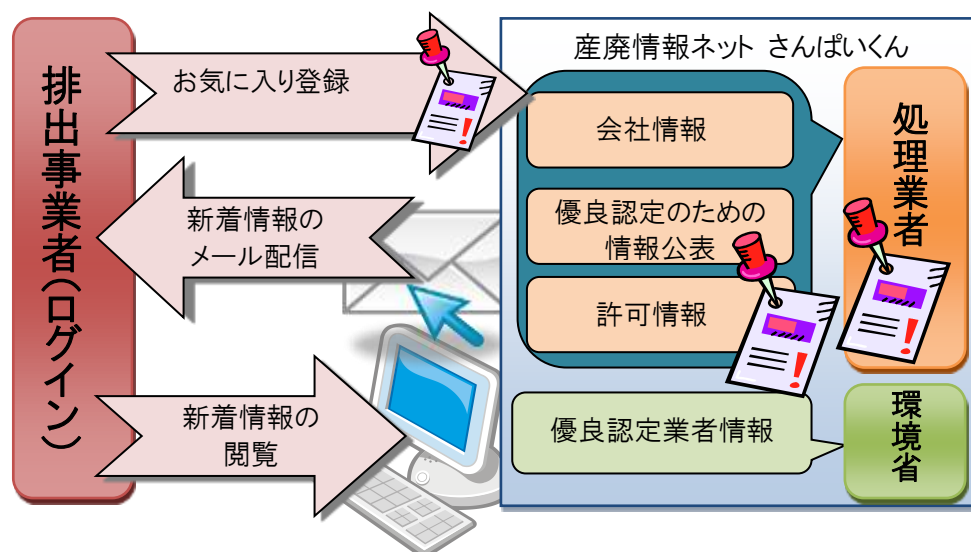 排出事業者(ログイン)
お気に入り登録
新着情報の
メール配信
新着情報の
閲覧
産廃情報ネット さんぱいくん
会社情報
優良認定のための
情報公表
許可情報
処理業者
優良認定業者情報
環境省